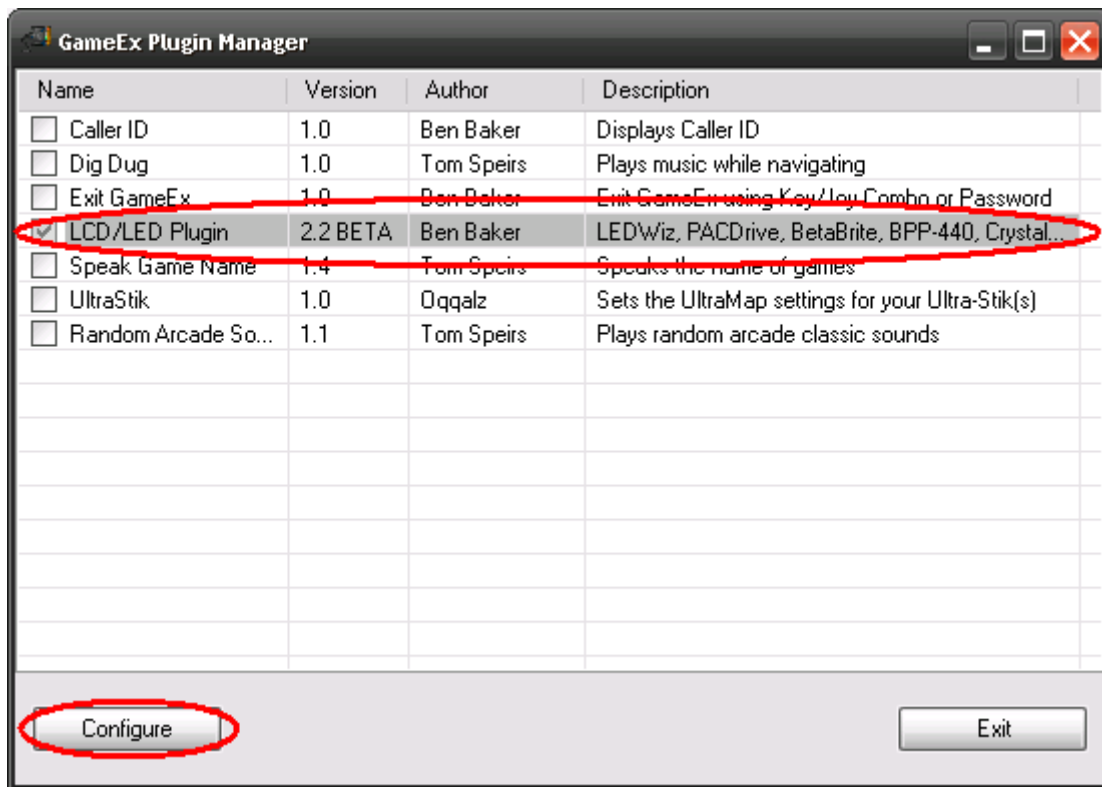 GameEx Plugin Manager
Name Version Author Description
Caller ID 1.0 Ben Baker Displays Caller ID
Dig Dug 1.0 Tom Speirs Plays music while navigating
Exit GameEx 1.0 Ben Baker Exit GameEx using Key/Joy Combo or Password
LCD/LED Plugin 2.2 BETA Ben Baker LEDWiz, PACDrive, BetaBrite, BPP-440, Crystal...
Speak Game Name 1.4 Tom Speirs Speaks the name of games
UltraStik 1.0 Oqqalz Sets the UltraMap settings for your Ultra-Stik(s)
Random Arcade So... 1.1 Tom Speirs Plays random arcade classic sounds
Configure Exit